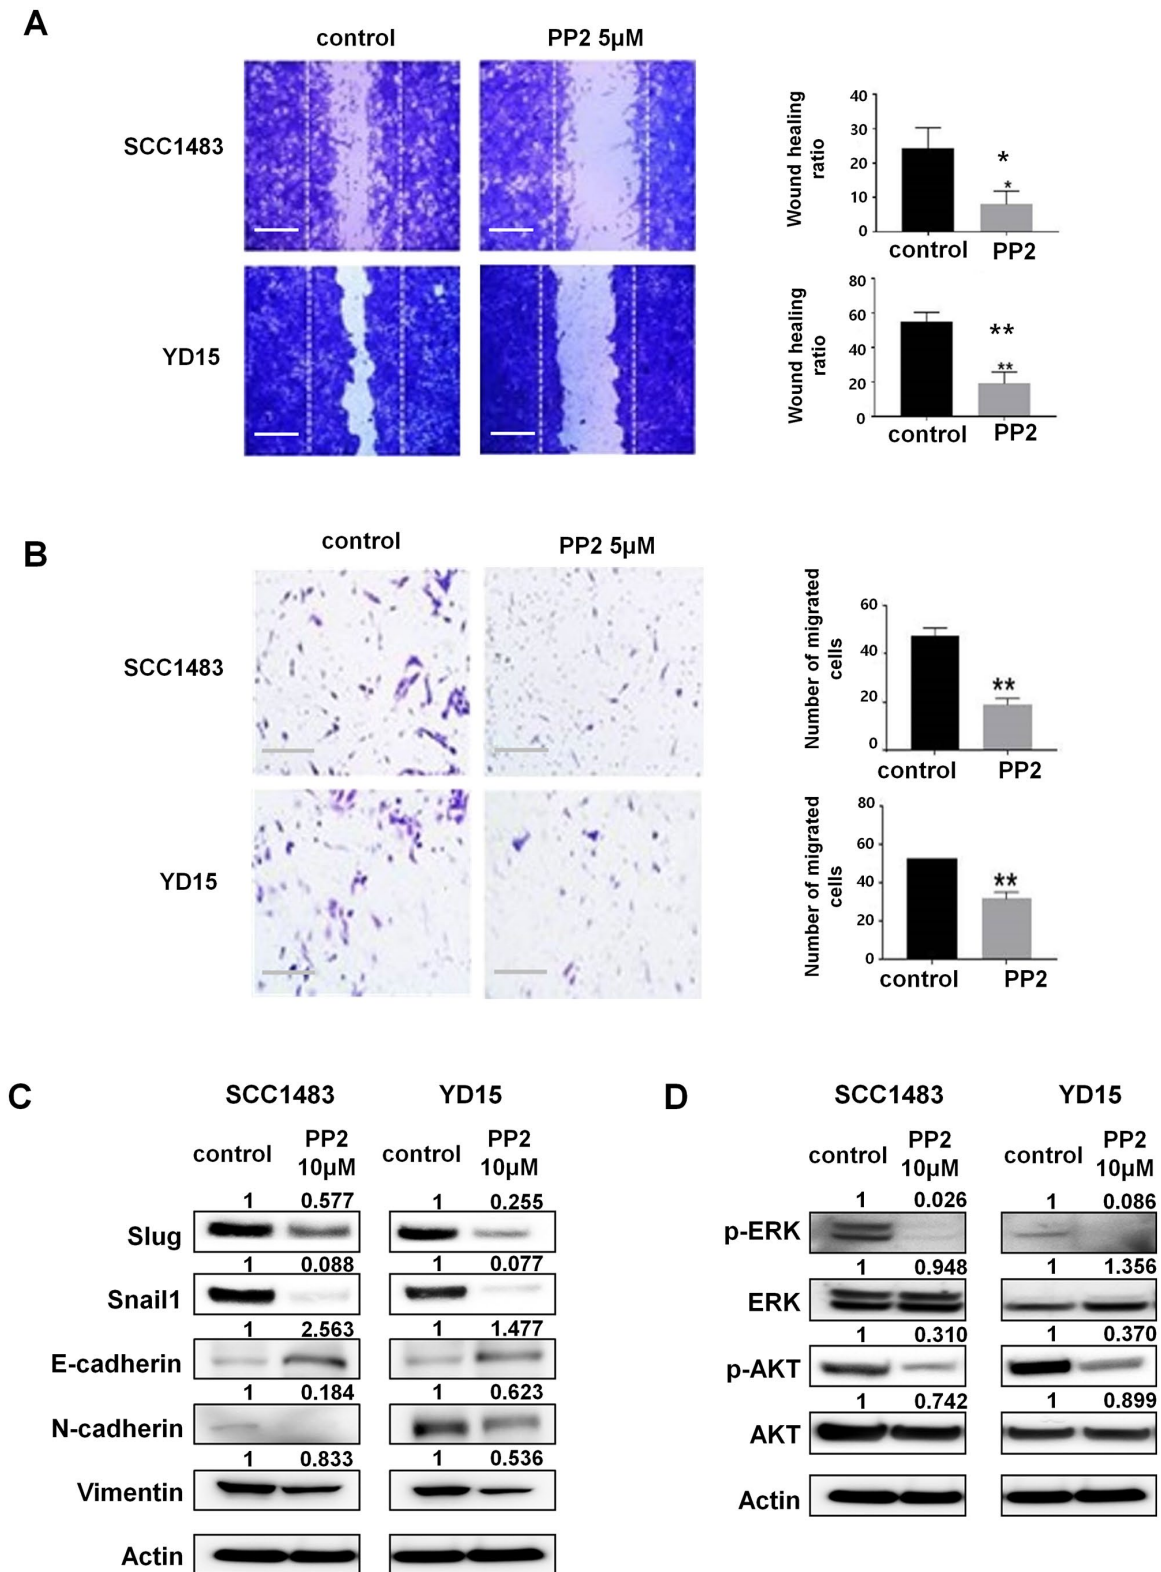 A
control
PP2 5µM
SCC1483
YD15
Wound healing
ratio
40
30
20
10
0
*
*
control
PP2
Wound healing
ratio
80
60
40
20
0
**
**
control
PP2
B
control
PP2 5µM
SCC1483
YD15
Number of migrated
cells
60
40
20
0
**
control
PP2
Number of migrated
cells
80
60
40
20
0
**
control
PP2
C
SCC1483
YD15
control
PP2
10µM
control
PP2
10µM
1 0.577 1 0.255
Slug
1 0.088 1 0.077
Snail1
1 2.563 1 1.477
E-cadherin
1 0.184 1 0.623
N-cadherin
1 0.833 1 0.536
Vimentin
Actin
D
SCC1483
YD15
control
PP2
10µM
control
PP2
10µM
1 0.026 1 0.086
p-ERK
1 0.948 1 1.356
ERK
1 0.310 1 0.370
p-AKT
1 0.742 1 0.899
AKT
Actin